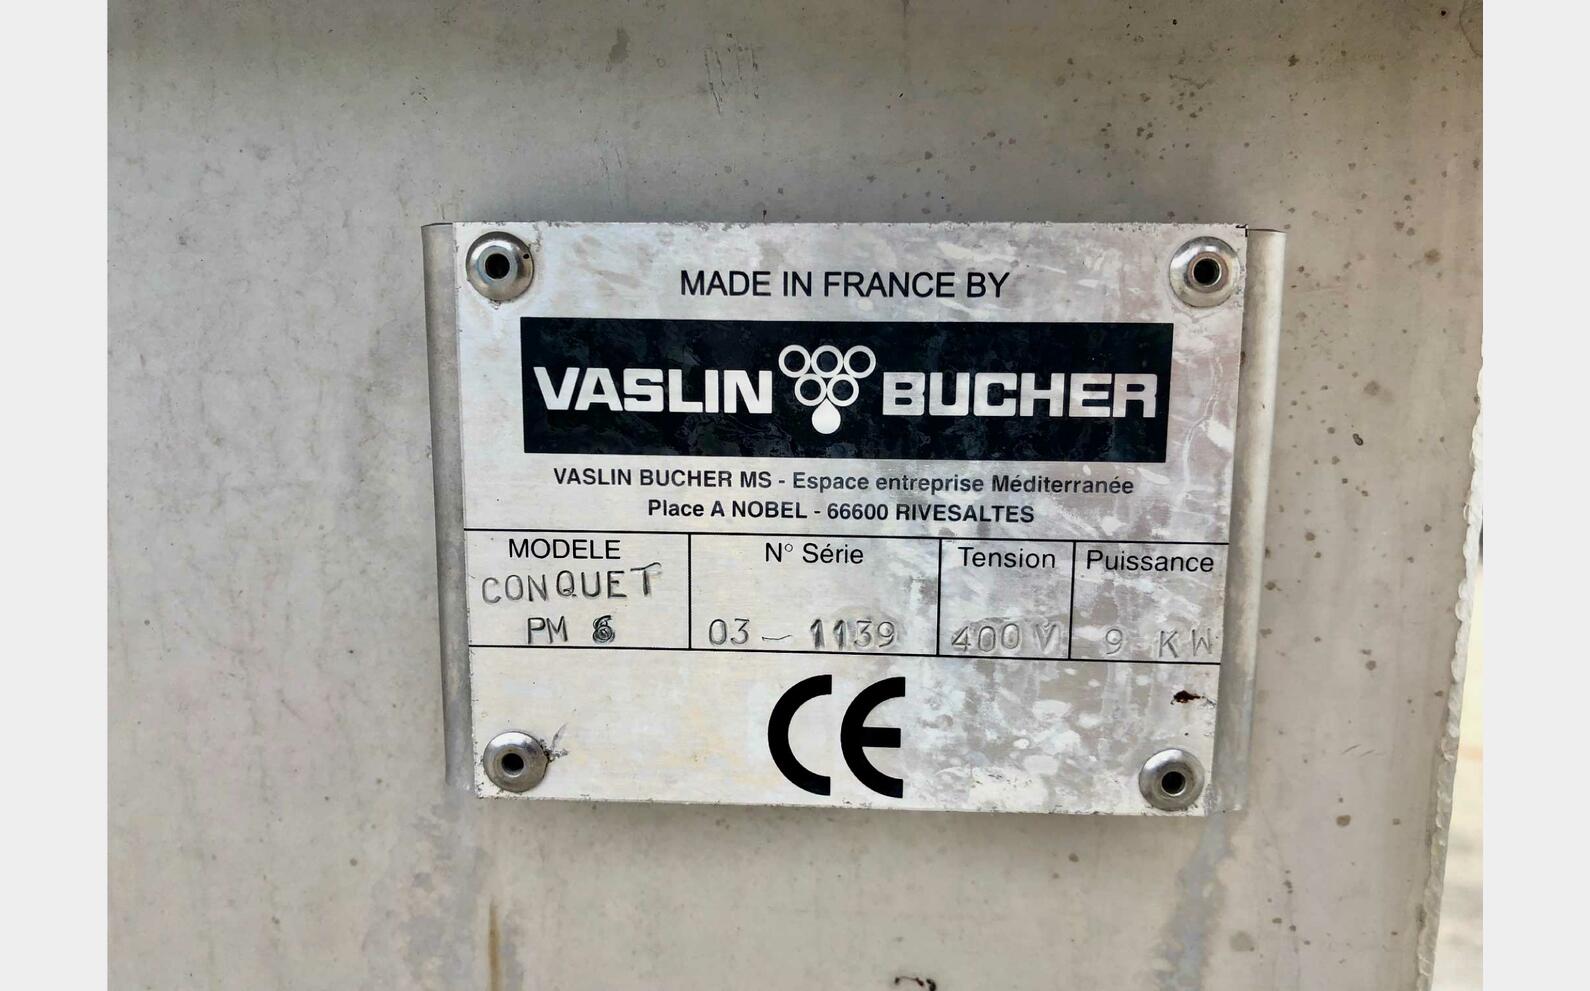 MADE IN FRANCE BY
VASLIN BUCHER
VASLIN BUCHER MS - Espace entreprise Méditerranée
Place A NOBEL - 66600 RIVESALTES
MODELE N° Série Tension Puissance
CONQUET
PM 6 03 - 1139 400 V 9 KW
CE